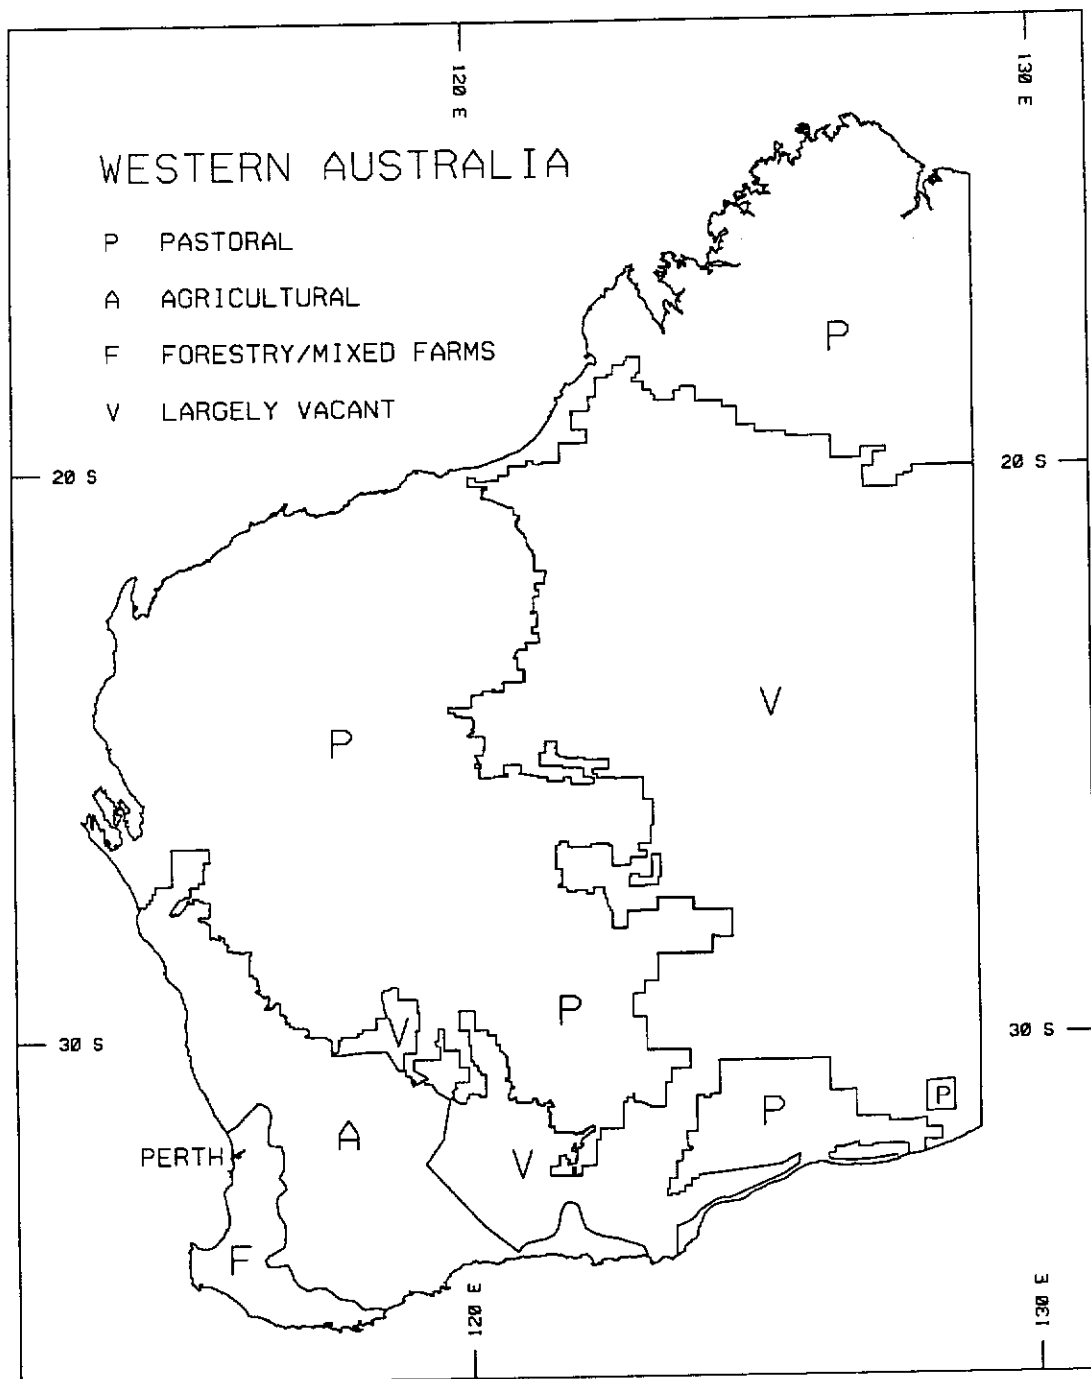 120 E
130 E
WESTERN AUSTRALIA
P PASTORAL
A AGRICULTURAL
F FORESTRY/MIXED FARMS
V LARGELY VACANT
P
20 S
20 S
V
P
P
V
30 S
30 S
P
P
A
PERTH
V
F
120 E
130 E